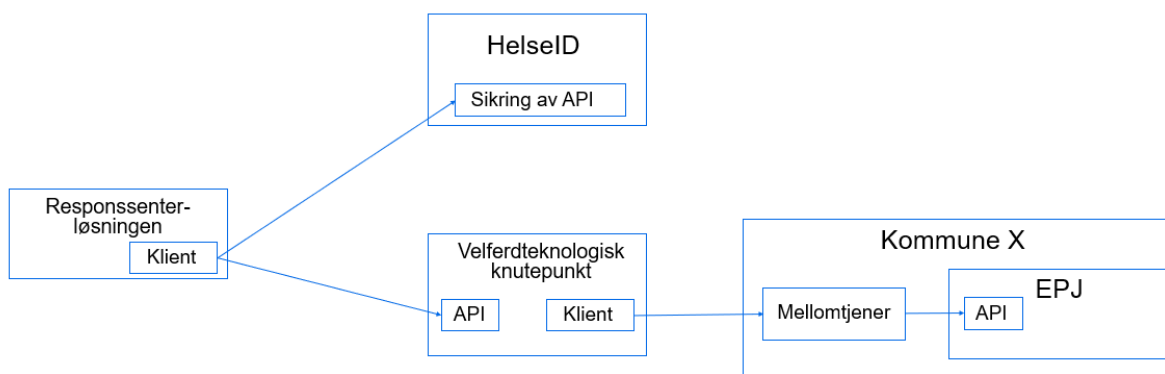 HelseID
Sikring av API
Responssenter-
løsningen
Klient
Velferdteknologisk
knutepunkt
API
Klient
Kommune X
Mellomtjener
EPJ
API